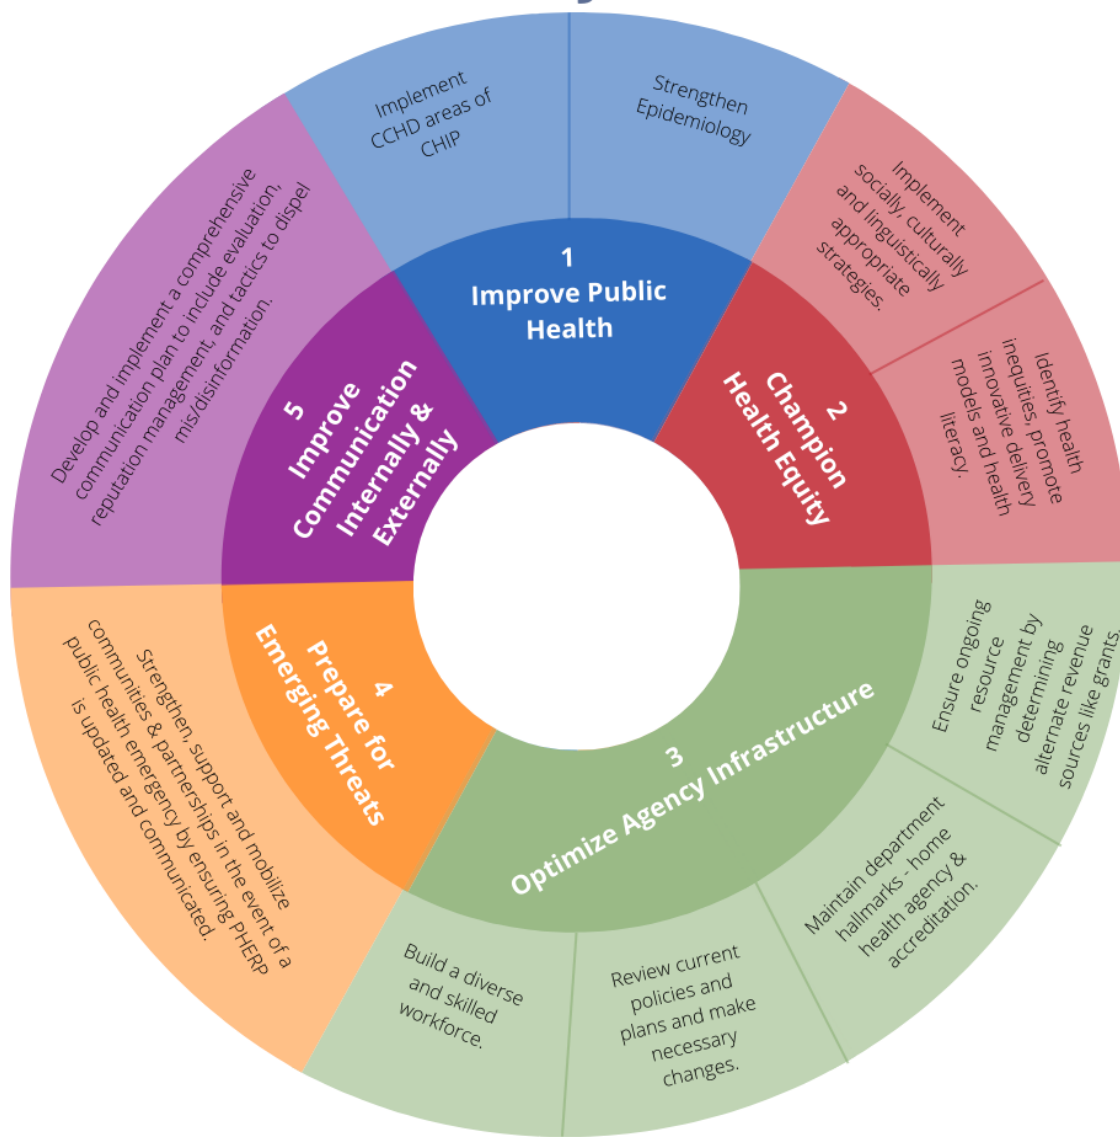 1
Improve Public
Health
Implement
CCHD areas of
CHIP
Strengthen
Epidemiology
2
Champion
Health Equity
Implement
socially, culturally
and linguistically
appropriate
strategies.
Identify health
inequities, promote
innovative delivery
models and health
literacy.
3
Optimize Agency Infrastructure
Ensure ongoing
resource
management by
determining
alternate revenue
sources like grants.
Maintain department
hallmarks - home
health agency &
accreditation.
Review current
policies and
plans and make
necessary
changes.
Build a diverse
and skilled
workforce.
4
Prepare for
Emerging Threats
Strengthen, support and mobilize
communities & partnerships in the event of a
public health emergency by ensuring PHERP
is updated and communicated.
5
Improve
Communication
Internally &
Externally
Develop and implement a comprehensive
communication plan to include evaluation,
reputation management, and tactics to dispel
mis/disinformation.